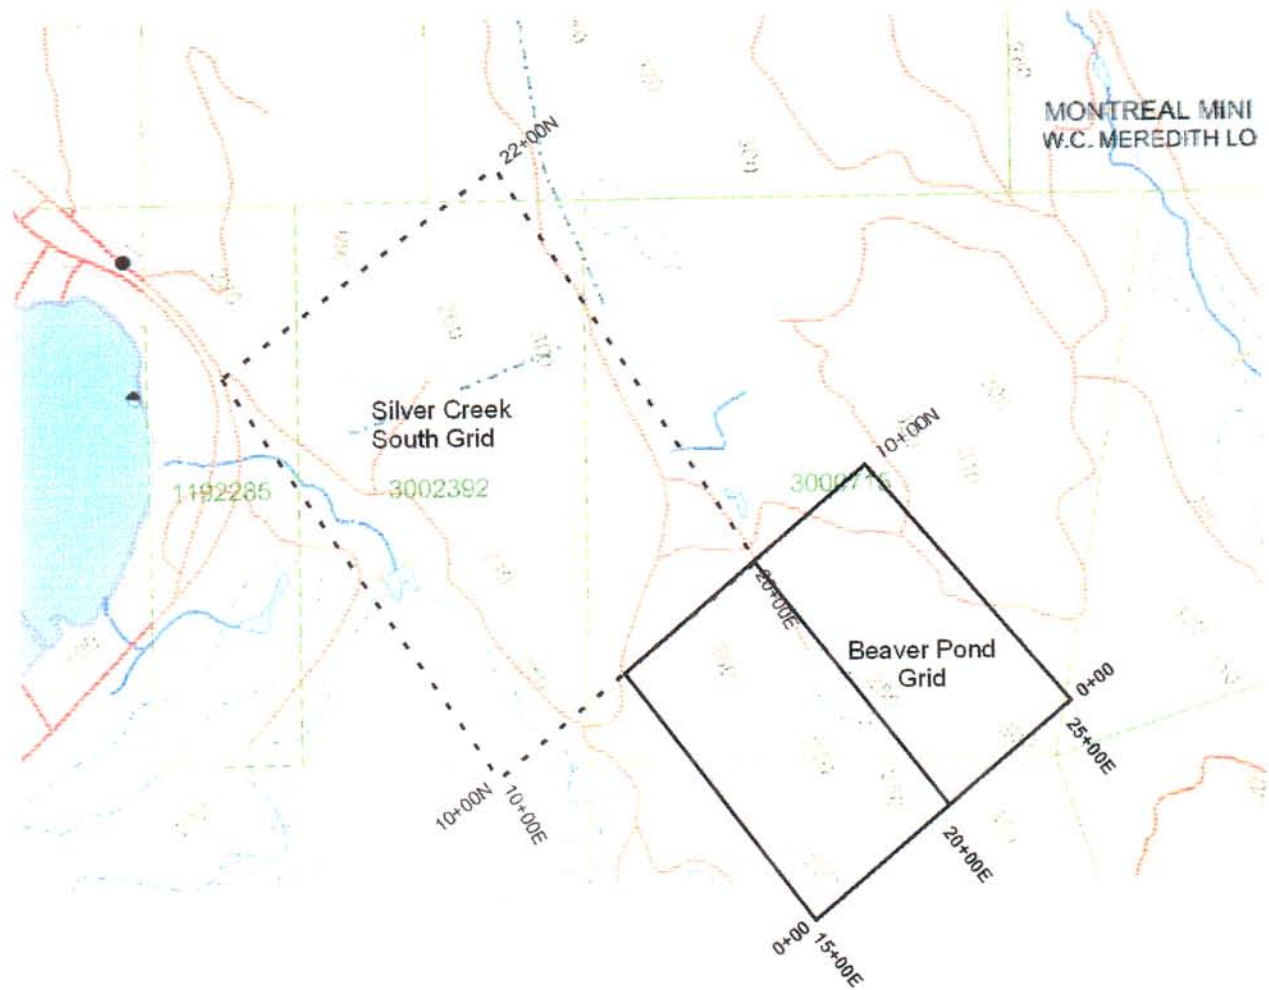 MONTREAL MINI
W.C. MEREDITH LO
22+00N
Silver Creek
South Grid
10+00N
1192285
3002392
3000715
20+00E
Beaver Pond
Grid
0+00
25+00E
10+00N
10+00E
20+00E
0+00
15+00E